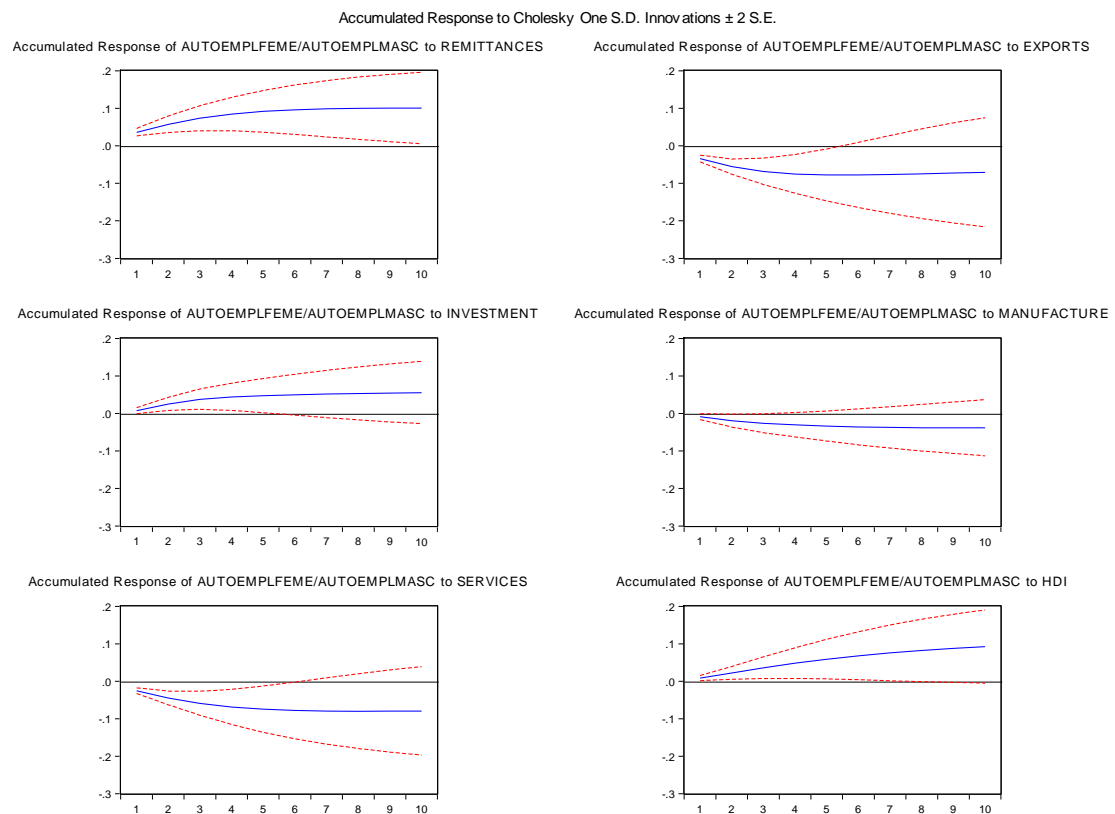 Accumulated Response to Cholesky One S.D. Innovations ± 2 S.E.
Accumulated Response of AUTOEMPLFEME/AUTOEMPLMASC to REMITTANCES
.2
.1
.0
-.1
-.2
-.3
1 2 3 4 5 6 7 8 9 10
Accumulated Response of AUTOEMPLFEME/AUTOEMPLMASC to EXPORTS
.2
.1
.0
-.1
-.2
-.3
1 2 3 4 5 6 7 8 9 10
Accumulated Response of AUTOEMPLFEME/AUTOEMPLMASC to INVESTMENT
.2
.1
.0
-.1
-.2
-.3
1 2 3 4 5 6 7 8 9 10
Accumulated Response of AUTOEMPLFEME/AUTOEMPLMASC to MANUFACTURE
.2
.1
.0
-.1
-.2
-.3
1 2 3 4 5 6 7 8 9 10
Accumulated Response of AUTOEMPLFEME/AUTOEMPLMASC to SERVICES
.2
.1
.0
-.1
-.2
-.3
1 2 3 4 5 6 7 8 9 10
Accumulated Response of AUTOEMPLFEME/AUTOEMPLMASC to HDI
.2
.1
.0
-.1
-.2
-.3
1 2 3 4 5 6 7 8 9 10